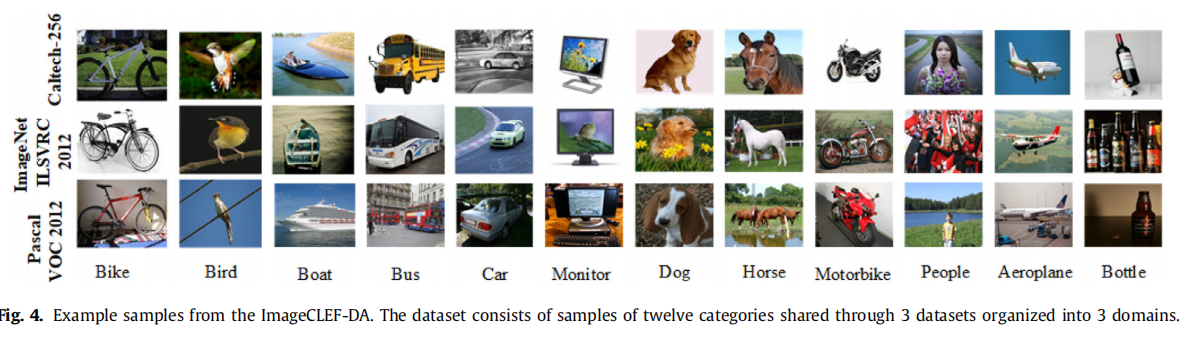 Caltech-256
ImageNet
ILSVRC
2012
Pascal
VOC 2012
Bike Bird Boat Bus Car Monitor Dog Horse Motorbike People Aeroplane Bottle
Fig. 4. Example samples from the ImageCLEF-DA. The dataset consists of samples of twelve categories shared through 3 datasets organized into 3 domains.